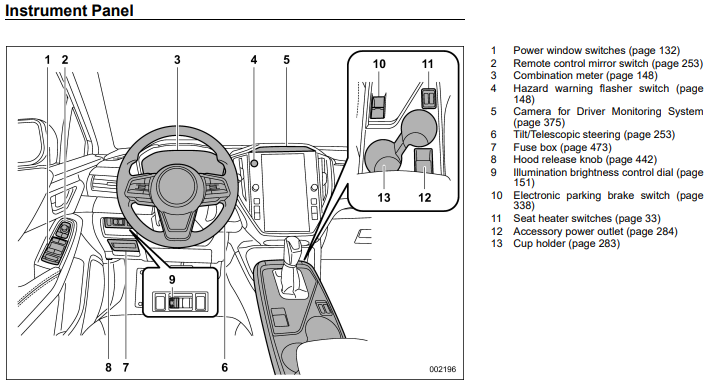 Instrument Panel
1 2 3 4 5 10 11
13 12
9
8 7 6 002196
1 Power window switches (page 132)
2 Remote control mirror switch (page 253)
3 Combination meter (page 148)
4 Hazard warning flasher switch (page
148)
5 Camera for Driver Monitoring System
(page 375)
6 Tilt/Telescopic steering (page 253)
7 Fuse box (page 473)
8 Hood release knob (page 442)
9 Illumination brightness control dial (page
151)
10 Electronic parking brake switch (page
338)
11 Seat heater switches (page 33)
12 Accessory power outlet (page 284)
13 Cup holder (page 283)